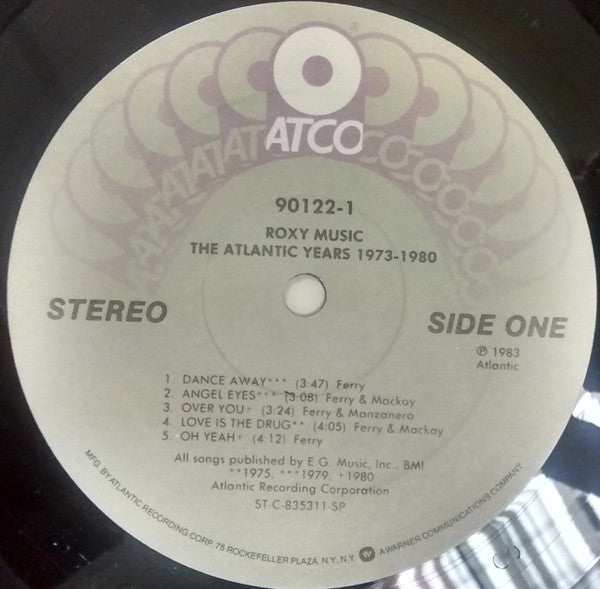 ATCO
®
90122-1
ROXY MUSIC
THE ATLANTIC YEARS 1973-1980
STEREO
SIDE ONE
℗ 1983
Atlantic
1 DANCE AWAY*** (3:47) Ferry
2 ANGEL EYES*** (3:08) Ferry & Mackay
3 OVER YOU+ (3:24) Ferry & Manzanera
4 LOVE IS THE DRUG** (4:05) Ferry & Mackay
5 OH YEAH+ (4:12) Ferry
All songs published by E G. Music, Inc., BMI
**1975, ***1979, +1980
Atlantic Recording Corporation
ST-C-835311-SP
MFG. BY ATLANTIC RECORDING CORP. 75 ROCKEFELLER PLAZA, N.Y., N.Y. A WARNER COMMUNICATIONS COMPANY